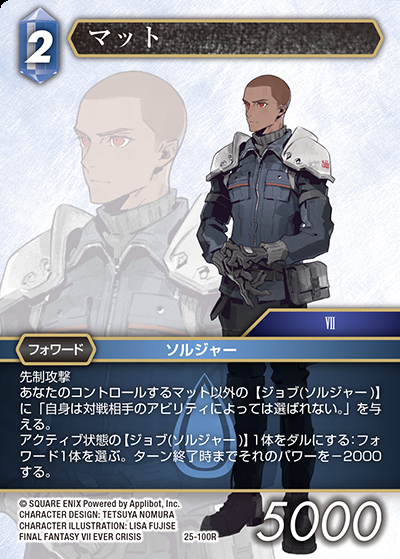 2
マット
VII
フォワード
ソルジャー
先制攻撃
あなたのコントロールするマット以外の【ジョブ(ソルジャー)】
に「自身は対戦相手のアビリティによっては選ばれない。」を与
える。
アクティブ状態の【ジョブ(ソルジャー)】1体をダルにする：フォ
ワード1体を選ぶ。ターン終了時までそれのパワーを－2000
する。
© SQUARE ENIX Powered by Applibot, Inc.
CHARACTER DESIGN: TETSUYA NOMURA
CHARACTER ILLUSTRATION: LISA FUJISE
FINAL FANTASY VII EVER CRISIS
25-100R
5000